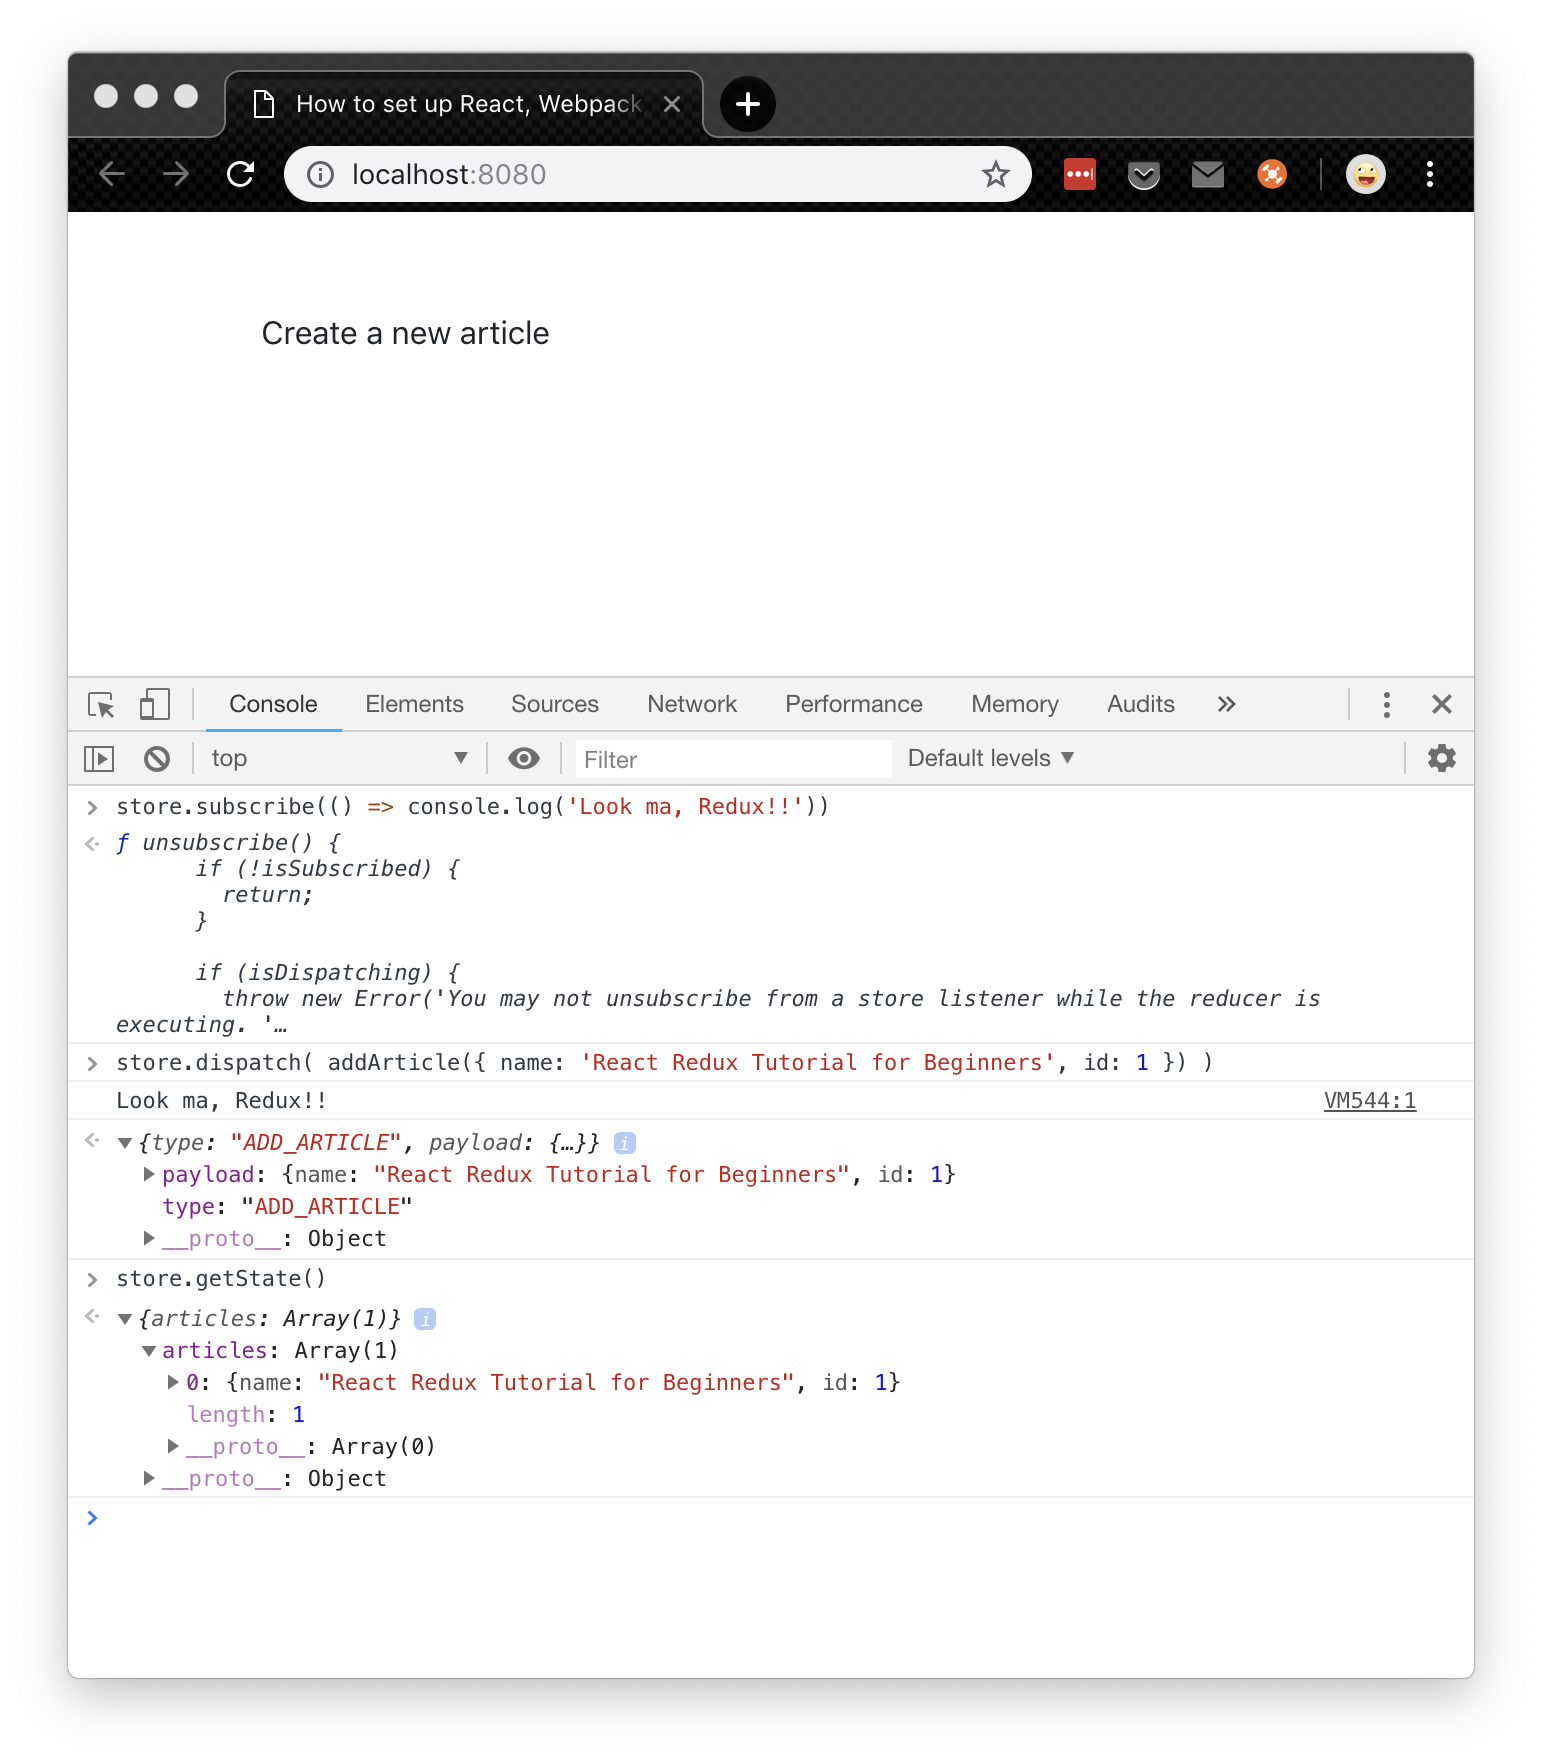 How to set up React, Webpack
localhost:8080
Create a new article
Console Elements Sources Network Performance Memory Audits
top Filter Default levels
store.subscribe(() => console.log('Look ma, Redux!!'))
ƒ unsubscribe() {
if (!isSubscribed) {
return;
}
if (isDispatching) {
throw new Error('You may not unsubscribe from a store listener while the reducer is
executing. '…
store.dispatch( addArticle({ name: 'React Redux Tutorial for Beginners', id: 1 }) )
Look ma, Redux!! VM544:1
{type: "ADD_ARTICLE", payload: {…}} i
payload: {name: "React Redux Tutorial for Beginners", id: 1}
type: "ADD_ARTICLE"
__proto__: Object
store.getState()
{articles: Array(1)} i
articles: Array(1)
0: {name: "React Redux Tutorial for Beginners", id: 1}
length: 1
__proto__: Array(0)
__proto__: Object